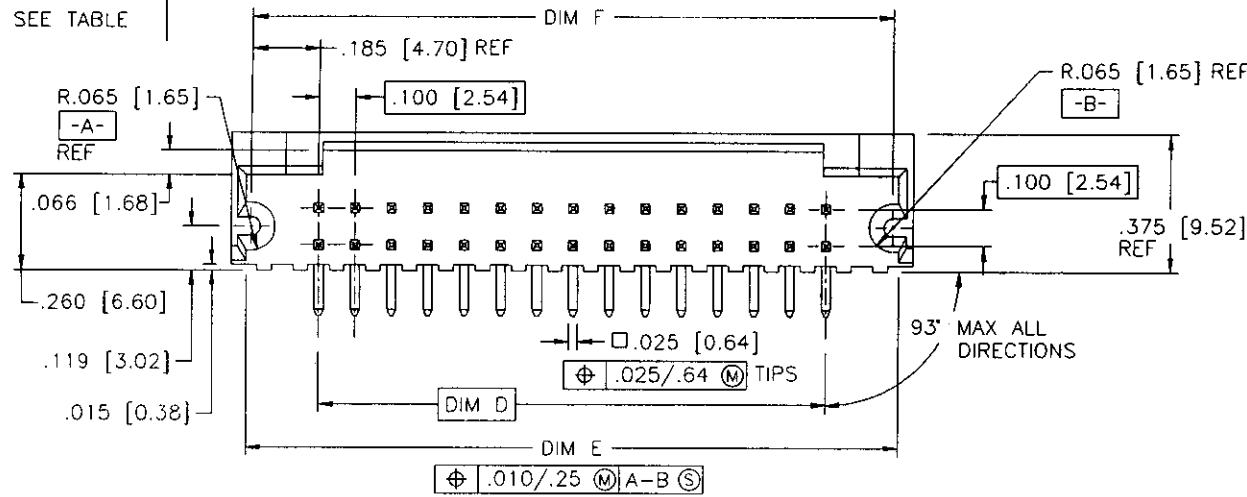 SEE TABLE
DIM F
.185 [4.70] REF
R.065 [1.65] REF
-B-
R.065 [1.65]
-A-
REF
.100 [2.54]
.066 [1.68]
.100 [2.54]
.375 [9.52]
REF
.260 [6.60]
.119 [3.02]
.015 [0.38]
□.025 [0.64]
⌖ .025/.64 Ⓜ TIPS
93° MAX ALL
DIRECTIONS
DIM D
DIM E
⌖ .010/.25 Ⓜ A-B Ⓢ